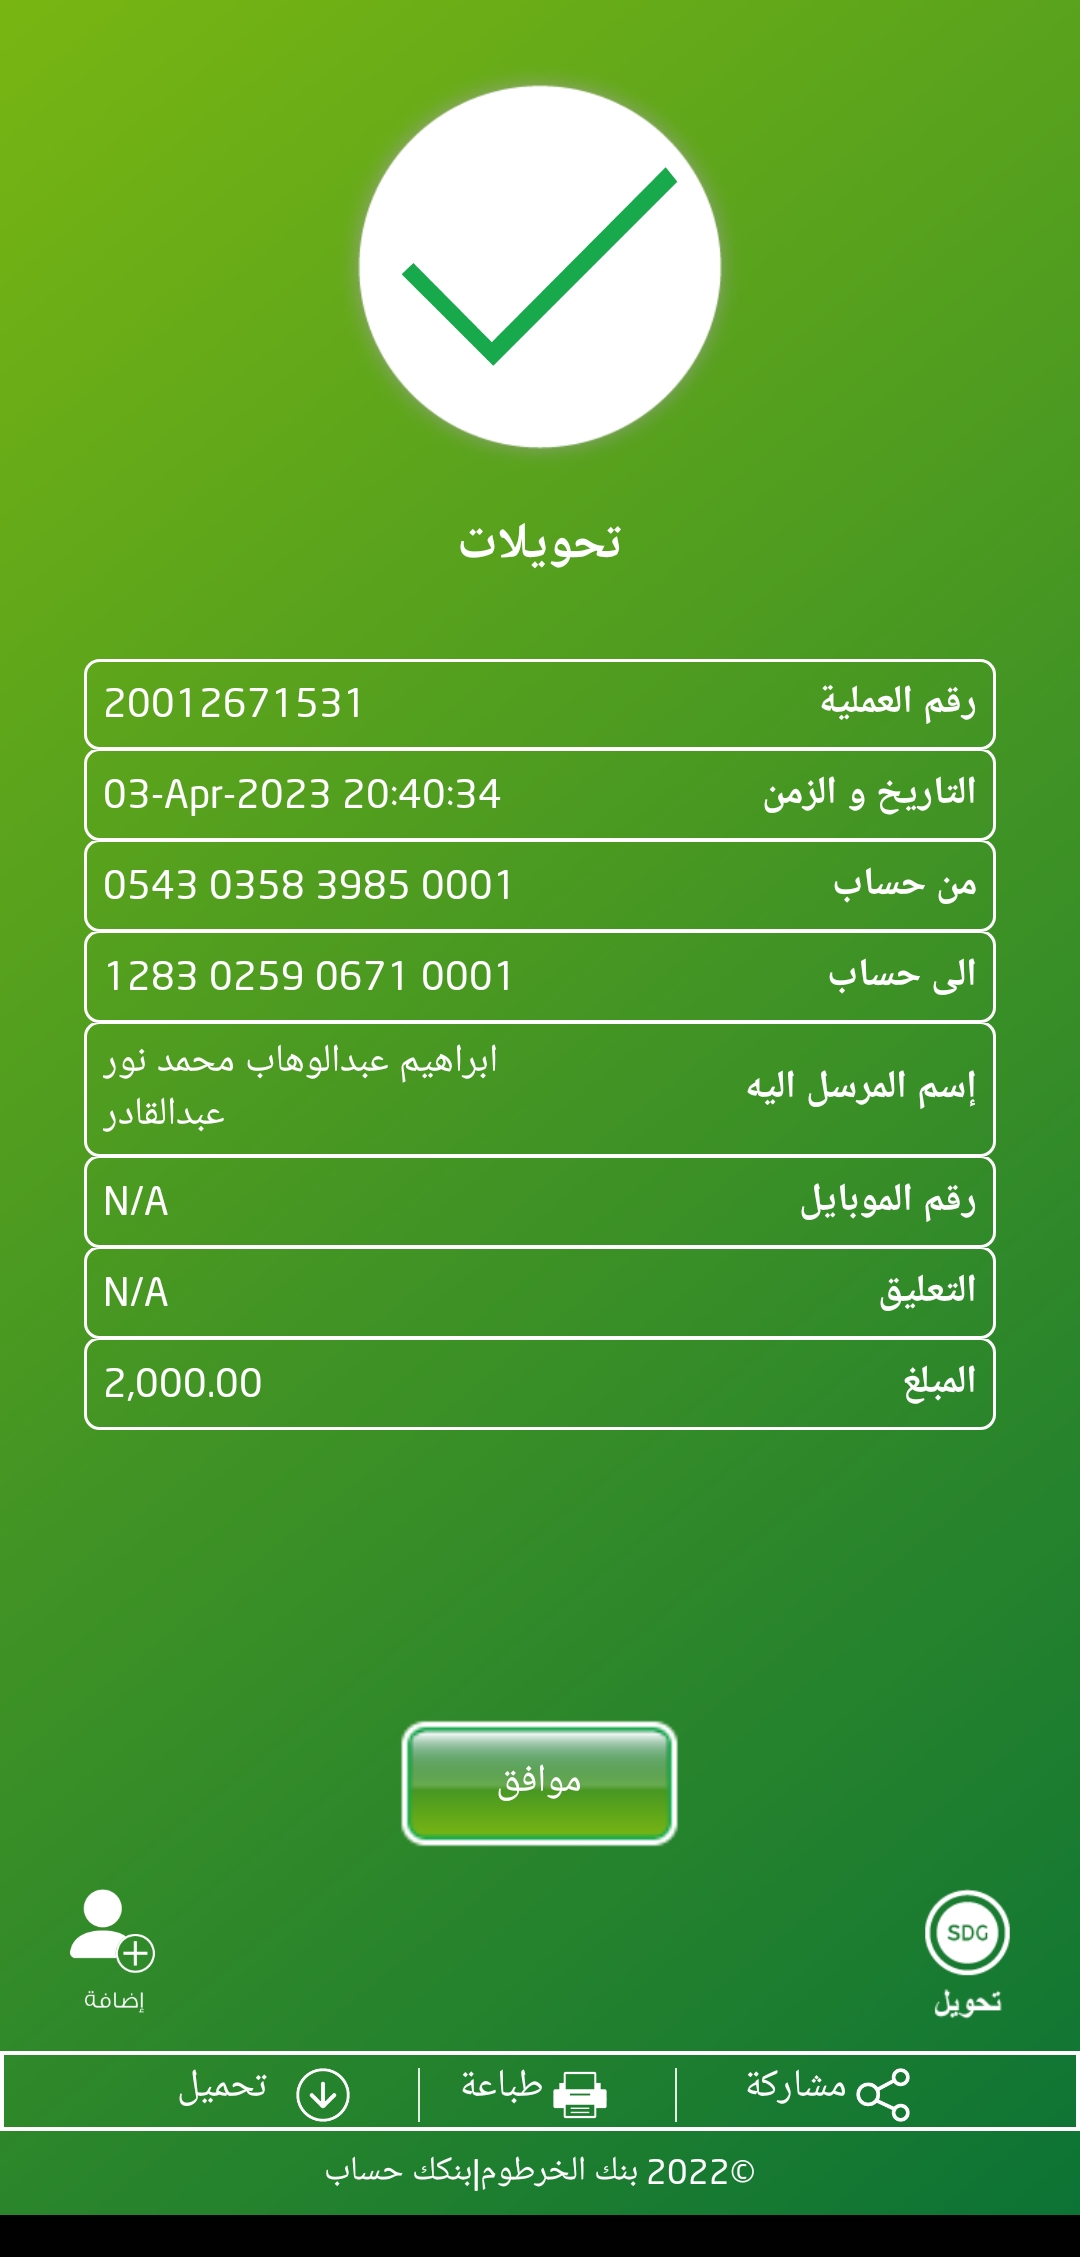 تحويلات
رقم العملية 20012671531
التاريخ و الزمن 03-Apr-2023 20:40:34
من حساب 0543 0358 3985 0001
الى حساب 1283 0259 0671 0001
إسم المرسل اليه ابراهيم عبدالوهاب محمد نور
عبدالقادر
رقم الموبايل N/A
التعليق N/A
المبلغ 2,000.00
موافق
SDG
تحويل
إضافة
مشاركة طباعة تحميل
©2022 بنك الخرطوم|بنكك حساب